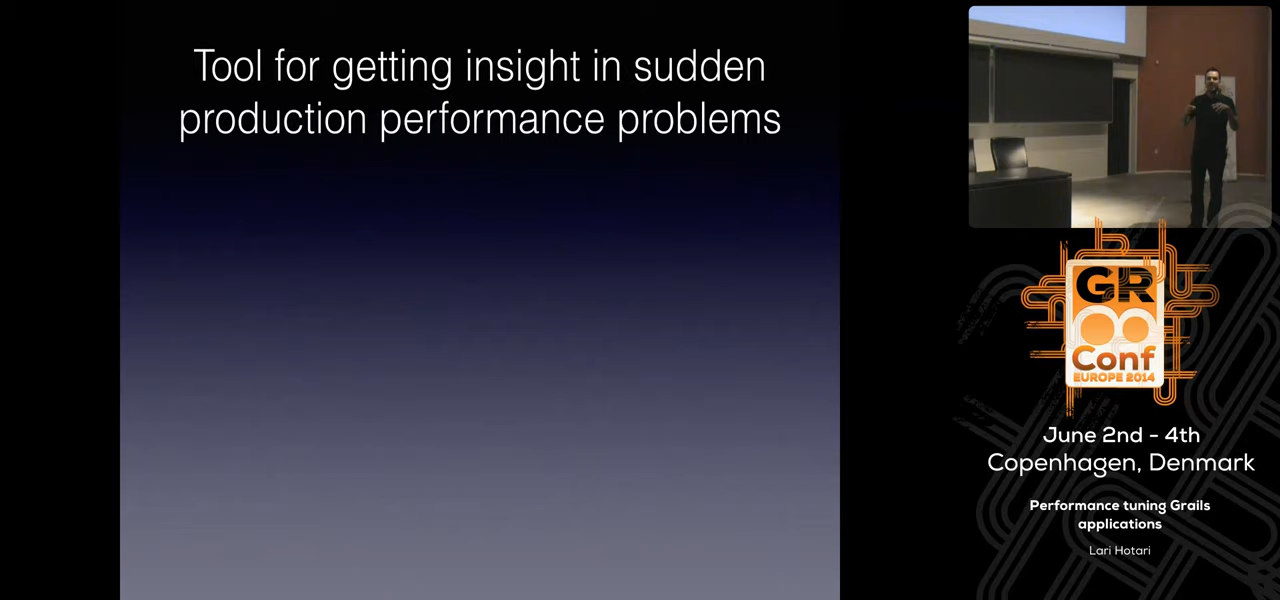 Tool for getting insight in sudden
production performance problems
GR
Conf
EUROPE 2014
June 2nd - 4th
Copenhagen, Denmark
Performance tuning Grails
applications
Lari Hotari